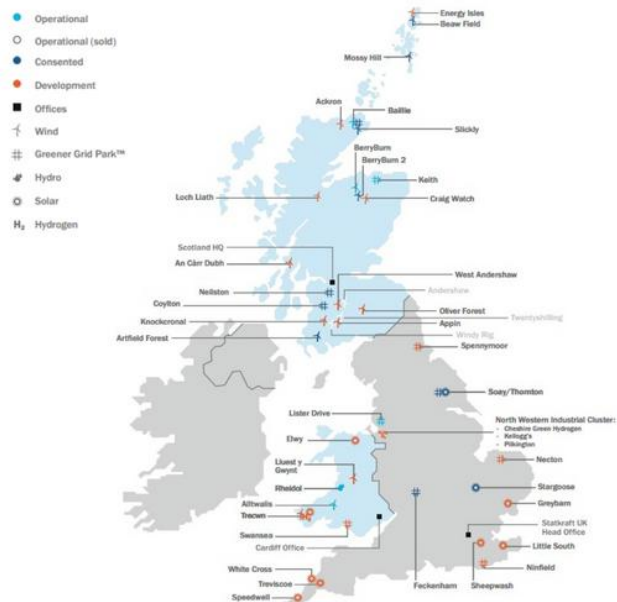 Operational
Operational (sold)
Consented
Development
Offices
Wind
Greener Grid Park™
Hydro
Solar
H₂ Hydrogen
Energy Isles
Beaw Field
Mossy Hill
Ackron
Baillie
Slickly
BerryBurn
BerryBurn 2
Keith
Loch Liath
Craig Watch
Scotland HQ
An Càrr Dubh
West Andershaw
Neilston
Andershaw
Coylton
Oliver Forest
Knockcronal
Twentyshilling
Appin
Artfield Forest
Windy Rig
Spennymoor
Soay/Thornton
Lister Drive
North Western Industrial Cluster:
- Cheshire Green Hydrogen
- Kellogg's
- Pilkington
Elwy
Necton
Lluest y
Gwynt
Rheidol
Stargoose
Alltwalis
Greybarn
Trecwn
Statkraft UK
Head Office
Swansea
Cardiff Office
Little South
White Cross
Ninfield
Treviscoe
Feckenham
Sheepwash
Speedwell